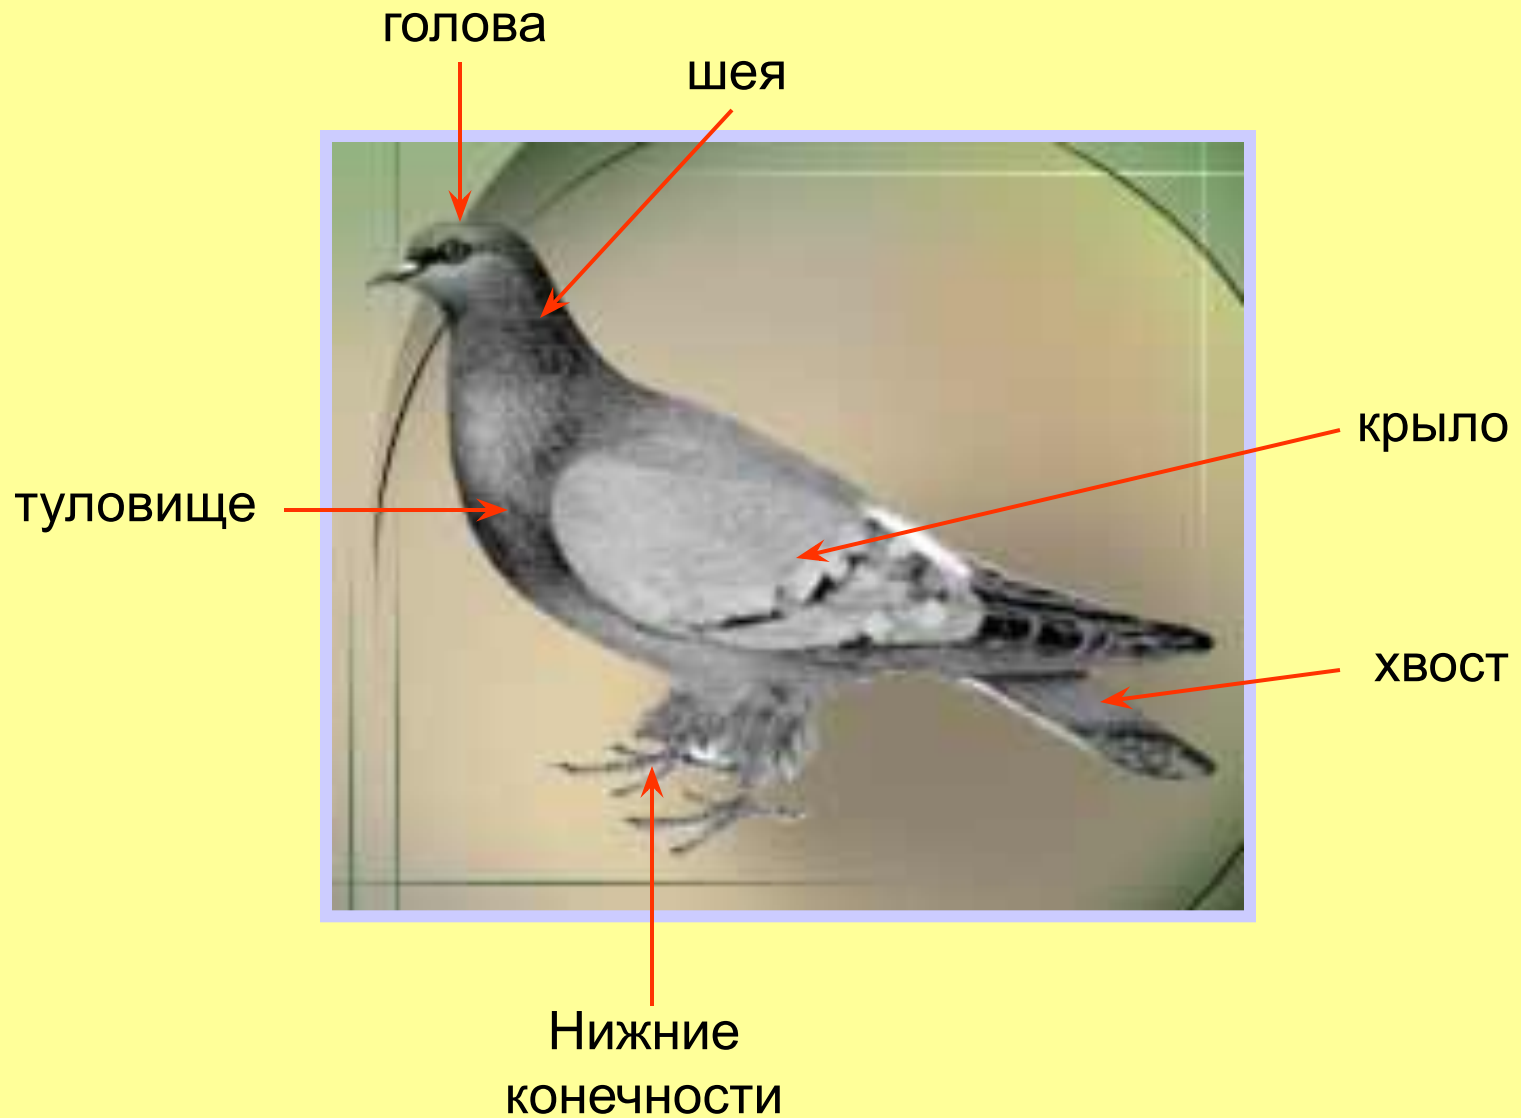 голова
шея
крыло
туловище
хвост
Нижние
конечности